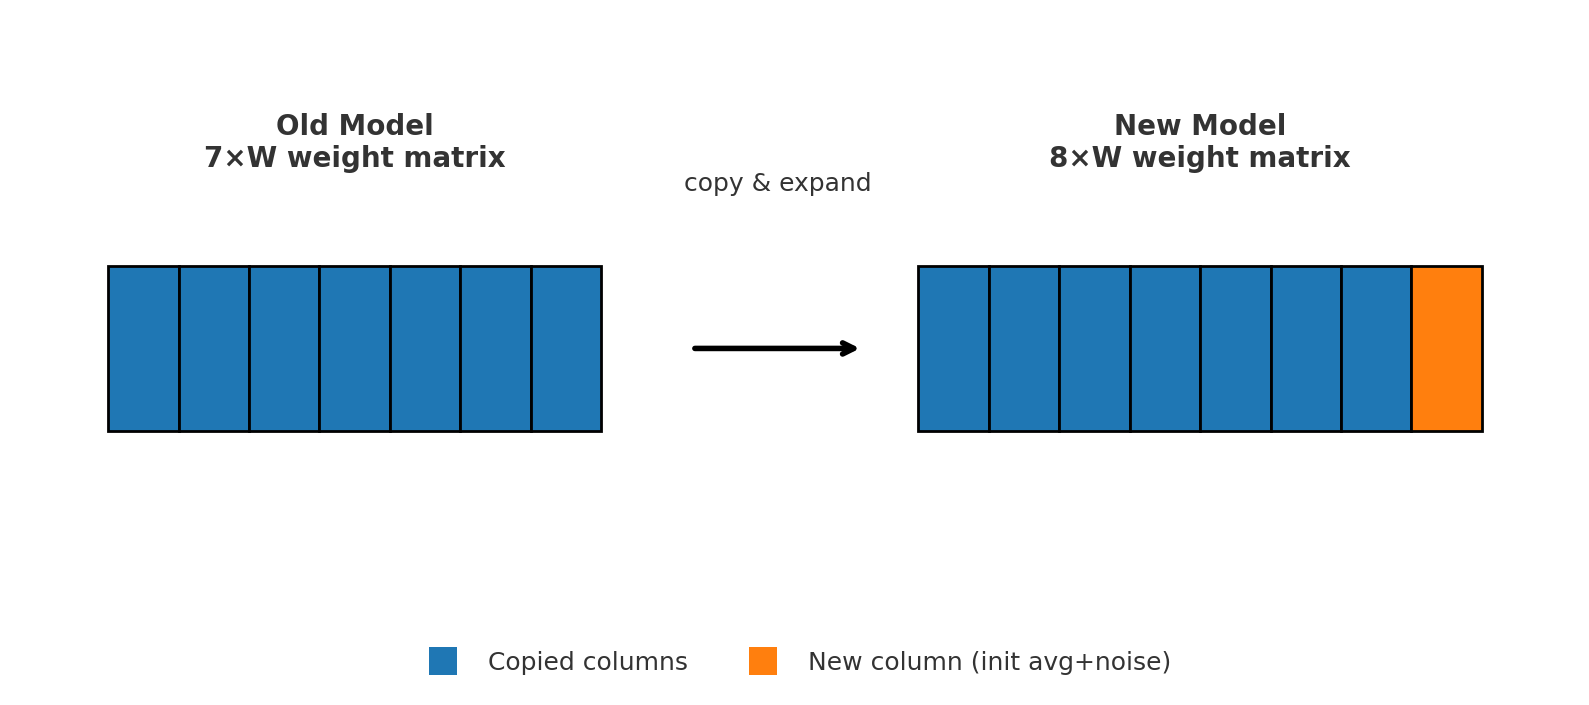 Old Model
7×W weight matrix
copy & expand
New Model
8×W weight matrix
Copied columns
New column (init avg+noise)